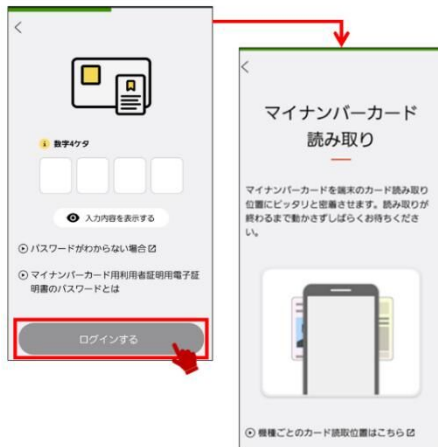 数字4ケタ
入力内容を表示する
パスワードがわからない場合
マイナンバーカード用利用者証明用電子証
明書のパスワードとは
ログインする
マイナンバーカード
読み取り
マイナンバーカードを端末のカード読み取り
位置にピッタリと密着させます。読み取りが
終わるまで動かさずしばらくお待ちくださ
い。
機種ごとのカード読取位置はこちら